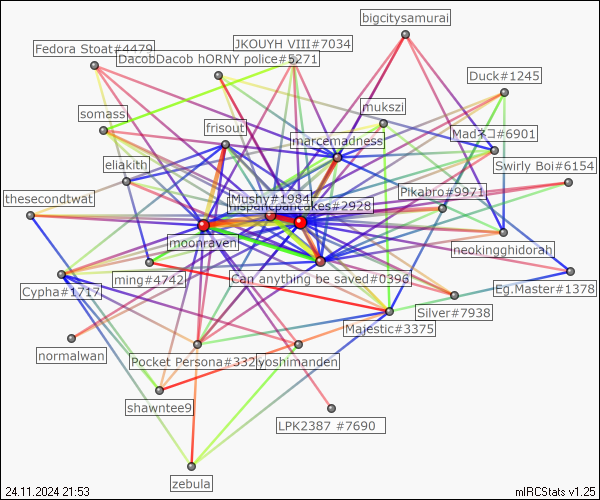 bigcitysamurai
JKOUYH VIII#7034
Fedora Stoat#4479
DacobDacob hORNY police#5271
Duck#1245
mukszi
somass
frisout
marcemadness
Madネコ#6901
eliakith
Swirly Boi#6154
Pikabro#9971
Mushy#1984
hispanicpancakes#2928
thesecondtwat
moonraven
neokingghidorah
ming#4742
Can anything be saved#0396
Cypha#1717
Eg.Master#1378
Silver#7938
Majestic#3375
normalwan
Pocket Persona#332
yoshimanden
shawntee9
LPK2387 #7690
zebula
24.11.2024 21:53
mIRCStats v1.25